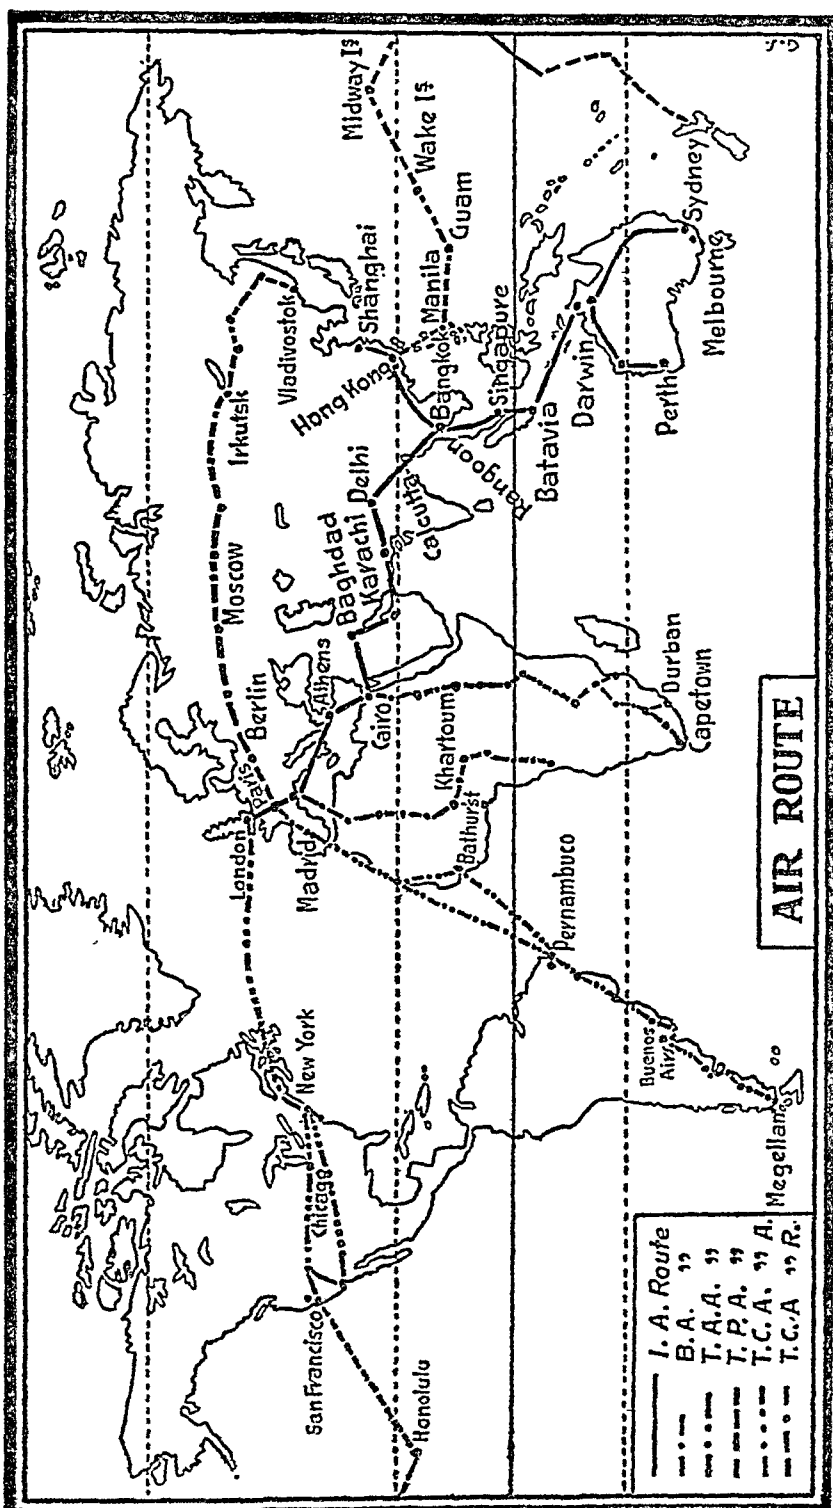 AIR ROUTE
I. A. Route
B. A. ,,
T. A. A. ,,
T. P. A. ,,
T. C. A. ,, A.
T. C. A ,, R.
San Francisco
Honolulu
Chicago
New York
Megellan
Buenos
Airs
Pernambuco
London
Paris
Madrid
Berlin
Moscow
Irkutsk
Vladivostok
Athens
Cairo
Baghdad
Karachi
Delhi
Calcutta
Rangoon
Bangkok
Hong Kong
Shanghai
Manila
Guam
Wake Is
Midway Is
Singapure
Batavia
Darwin
Perth
Melbourne
Sydney
Khartoum
Bathurst
Durban
Capetown